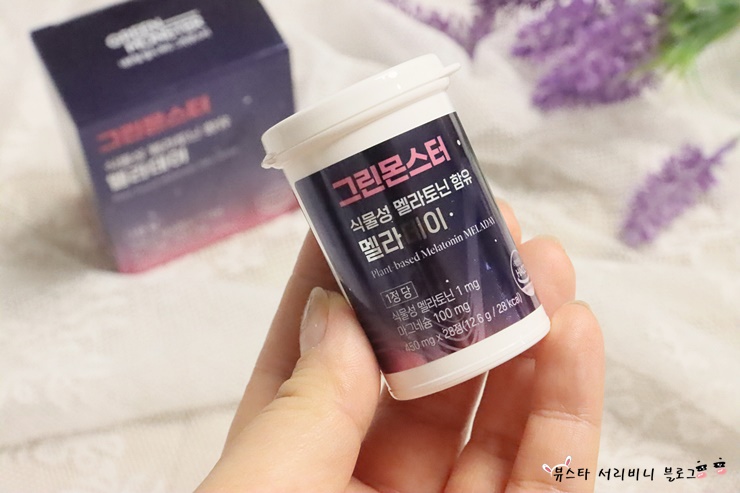 GREEN MONSTER
그린몬스터
식물성 멜라토닌 함유
멜라데이
그린몬스터
식물성 멜라토닌 함유
멜라데이
Plant based Melatonin MELADAY
1정 당
식물성 멜라토닌 1 mg
마그네슘 100 mg
450 mg x 28정(12.6 g / 28 kcal)
뷰스타 서리비니 블로그